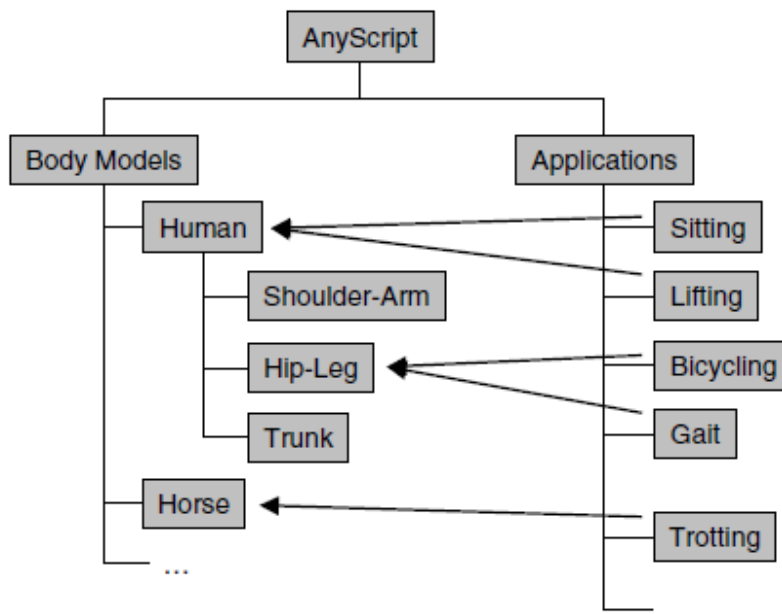 AnyScript
Body Models
Applications
Human
Sitting
Shoulder-Arm
Lifting
Hip-Leg
Bicycling
Trunk
Gait
Horse
Trotting
...